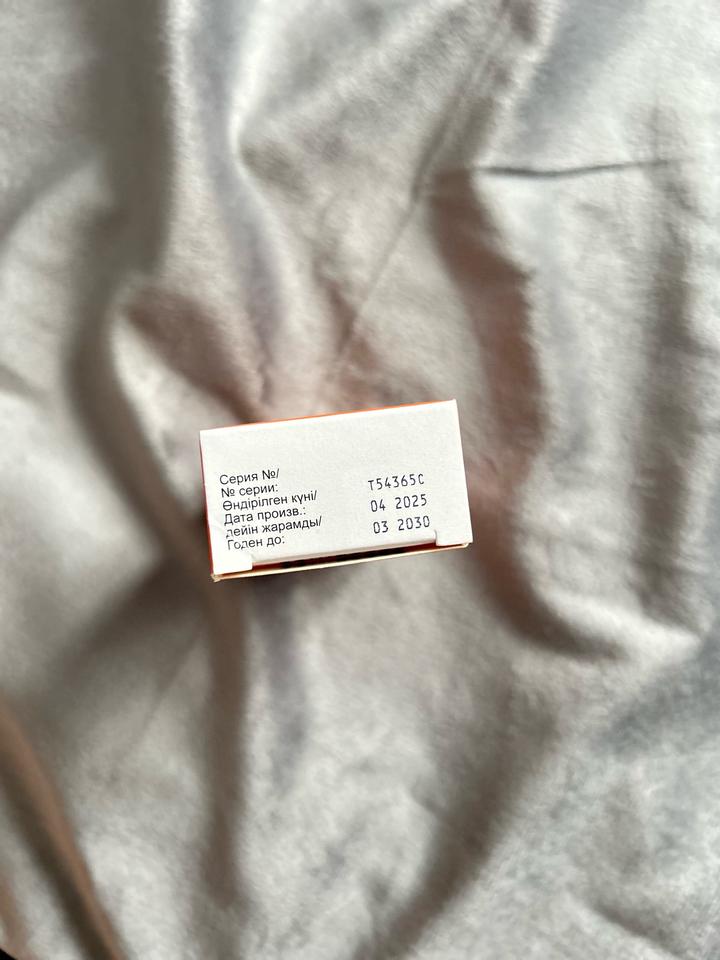 Серия №/
№ серии: T54365C
Өндірілген күні/
Дата произв.: 04 2025
дейін жарамды/
Годен до: 03 2030